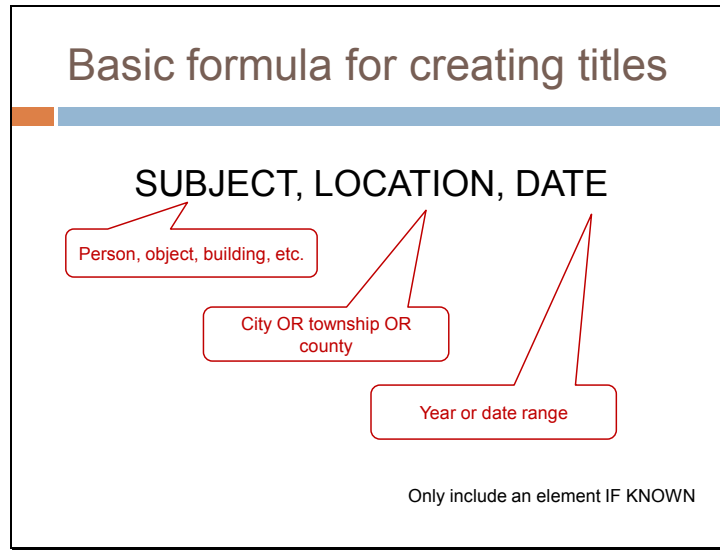 Basic formula for creating titles
SUBJECT, LOCATION, DATE
Person, object, building, etc.
City OR township OR
county
Year or date range
Only include an element IF KNOWN